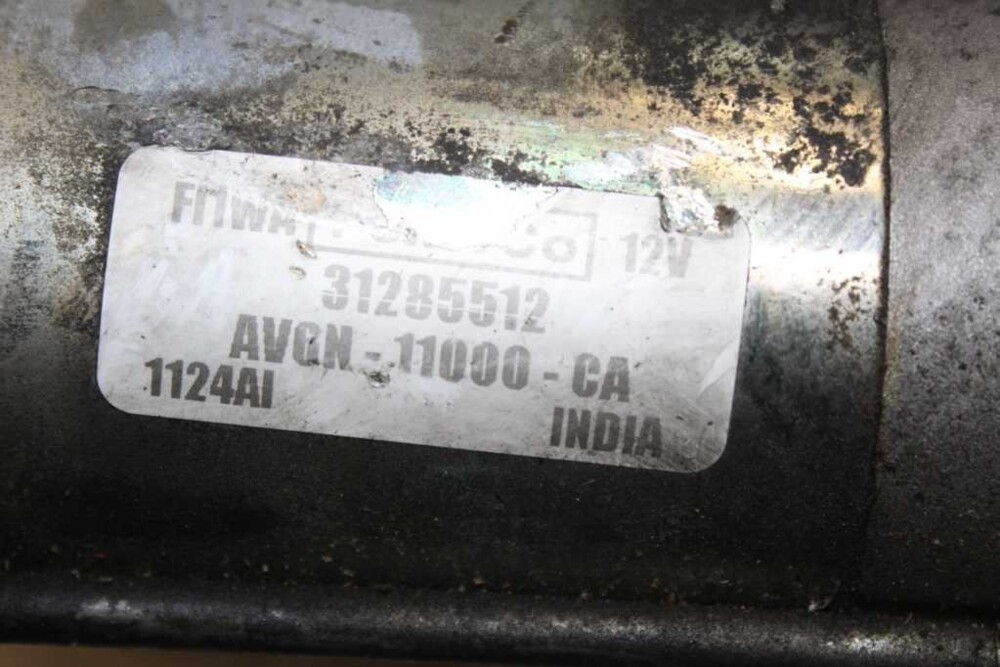 12V
31285512
AVGN - 11000 - CA
1124AI
INDIA